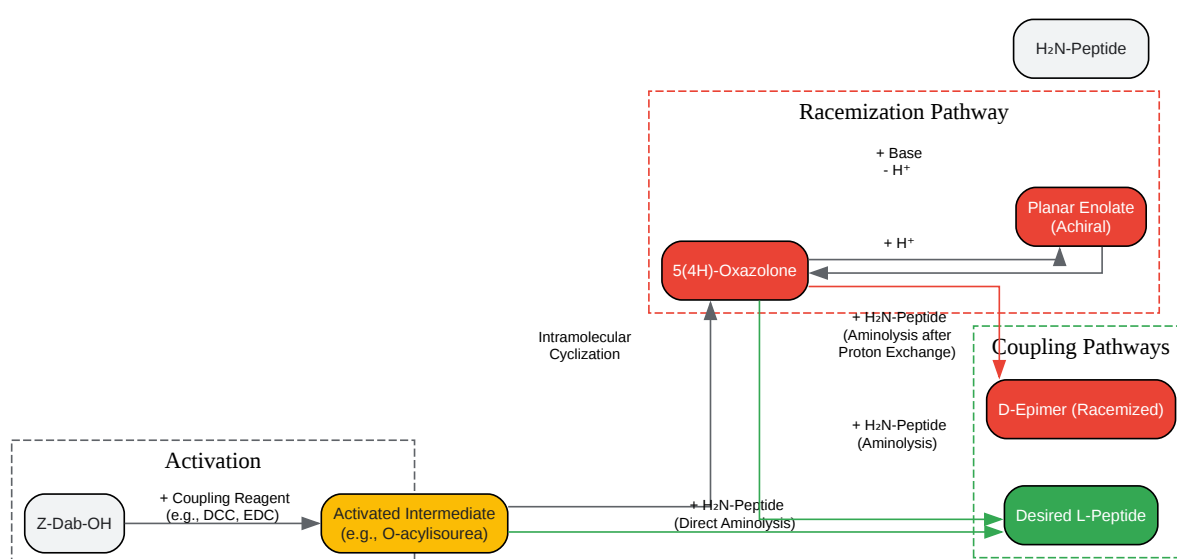 H₂N-Peptide
Racemization Pathway
+ Base
- H⁺
Planar Enolate
(Achiral)
+ H⁺
5(4H)-Oxazolone
+ H₂N-Peptide
(Aminolysis after
Proton Exchange)
Intramolecular
Cyclization
Coupling Pathways
D-Epimer (Racemized)
+ H₂N-Peptide
(Aminolysis)
Activation
+ Coupling Reagent
(e.g., DCC, EDC)
Z-Dab-OH
Activated Intermediate
(e.g., O-acylisourea)
+ H₂N-Peptide
(Direct Aminolysis)
Desired L-Peptide